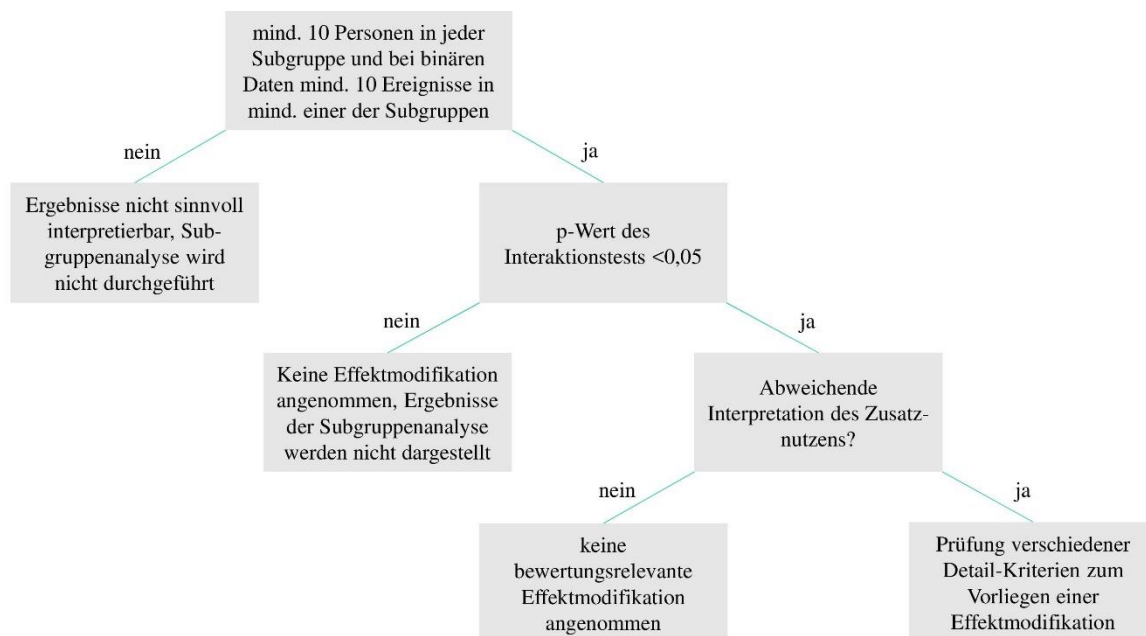 mind. 10 Personen in jeder
Subgruppe und bei binären
Daten mind. 10 Ereignisse in
mind. einer der Subgruppen
nein
ja
Ergebnisse nicht sinnvoll
interpretierbar, Sub-
gruppenanalyse wird
nicht durchgeführt
p-Wert des
Interaktionstests <0,05
nein
ja
Keine Effektmodifikation
angenommen, Ergebnisse
der Subgruppenanalyse
werden nicht dargestellt
Abweichende
Interpretation des Zusatz-
nutzens?
nein
ja
keine
bewertungsrelevante
Effektmodifikation
angenommen
Prüfung verschiedener
Detail-Kriterien zum
Vorliegen einer
Effektmodifikation